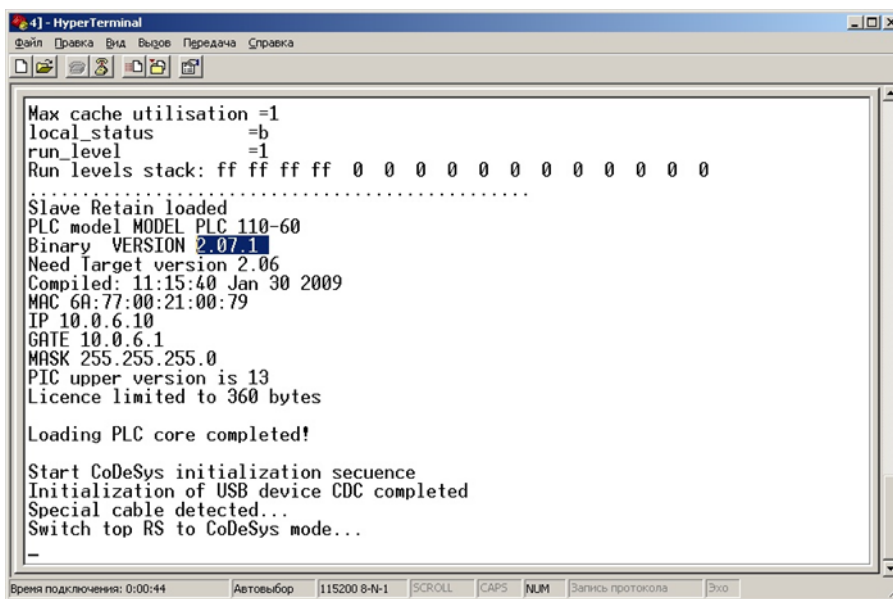 4] - HyperTerminal
Файл Правка Вид Вызов Передача Справка
Max cache utilisation =1
local_status =b
run_level =1
Run levels stack: ff ff ff ff 0 0 0 0 0 0 0 0 0 0 0 0
................................................
Slave Retain loaded
PLC model MODEL PLC 110-60
Binary VERSION 2.07.1
Need Target version 2.06
Compiled: 11:15:40 Jan 30 2009
MAC 6A:77:00:21:00:79
IP 10.0.6.10
GATE 10.0.6.1
MASK 255.255.255.0
PIC upper version is 13
Licence limited to 360 bytes
Loading PLC core completed!
Start CoDeSys initialization secuence
Initialization of USB device CDC completed
Special cable detected...
Switch top RS to CoDeSys mode...
_
Время подключения: 0:00:44 Автовыбор 115200 8-N-1 SCROLL CAPS NUM Запись протокола Эхо